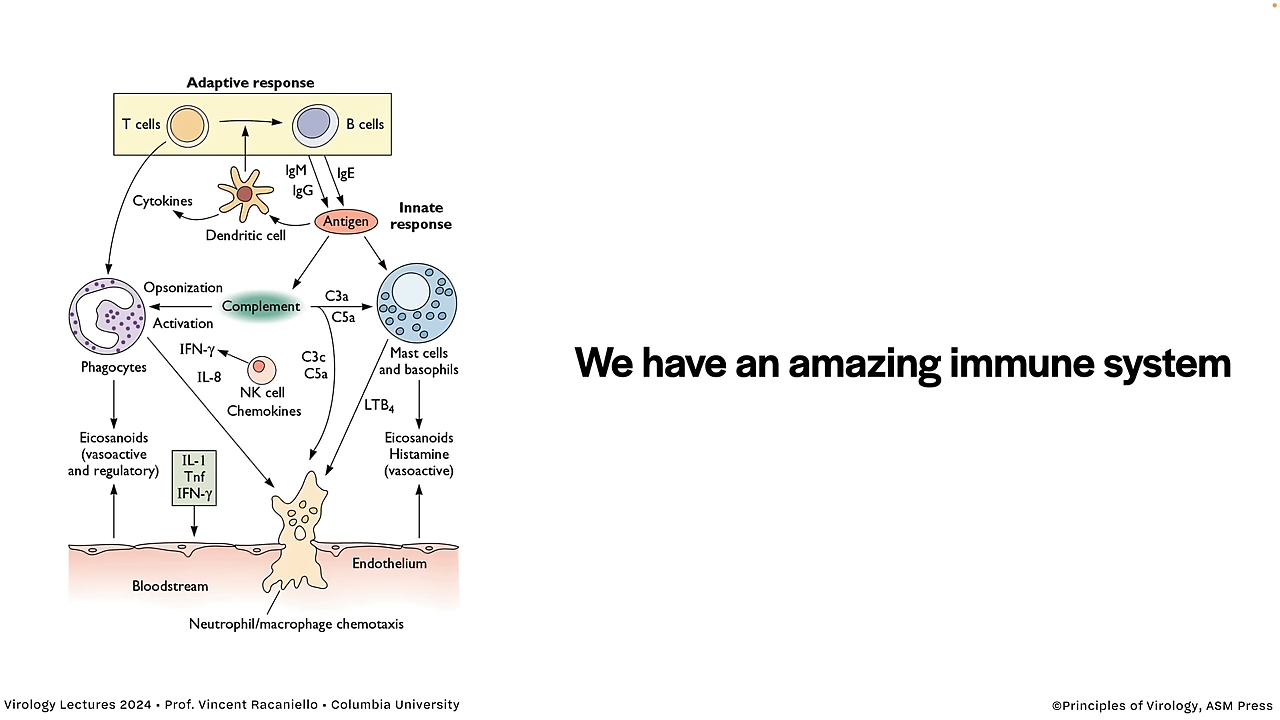 Adaptive response
T cells
B cells
IgM
IgE
IgG
Cytokines
Antigen
Innate
response
Dendritic cell
Opsonization
Complement
C3a
C5a
Activation
IFN-γ
IL-8
NK cell
Chemokines
C3c
C5a
Phagocytes
Mast cells
and basophils
LTB4
Eicosanoids
(vasoactive
and regulatory)
IL-1
Tnf
IFN-γ
Eicosanoids
Histamine
(vasoactive)
Endothelium
Bloodstream
Neutrophil/macrophage chemotaxis
We have an amazing immune system
Virology Lectures 2024 • Prof. Vincent Racaniello • Columbia University
©Principles of Virology, ASM Press